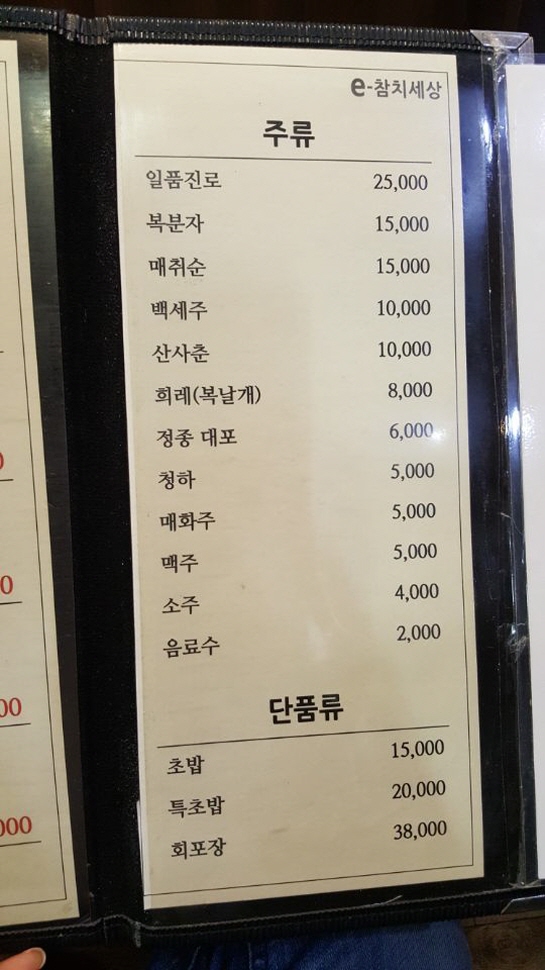 e-참치세상
주류
일품진로 25,000
복분자 15,000
매취순 15,000
백세주 10,000
산사춘 10,000
희레(복날개) 8,000
정종 대포 6,000
청하 5,000
매화주 5,000
맥주 5,000
소주 4,000
음료수 2,000
단품류
초밥 15,000
특초밥 20,000
회포장 38,000
0
0
00
000